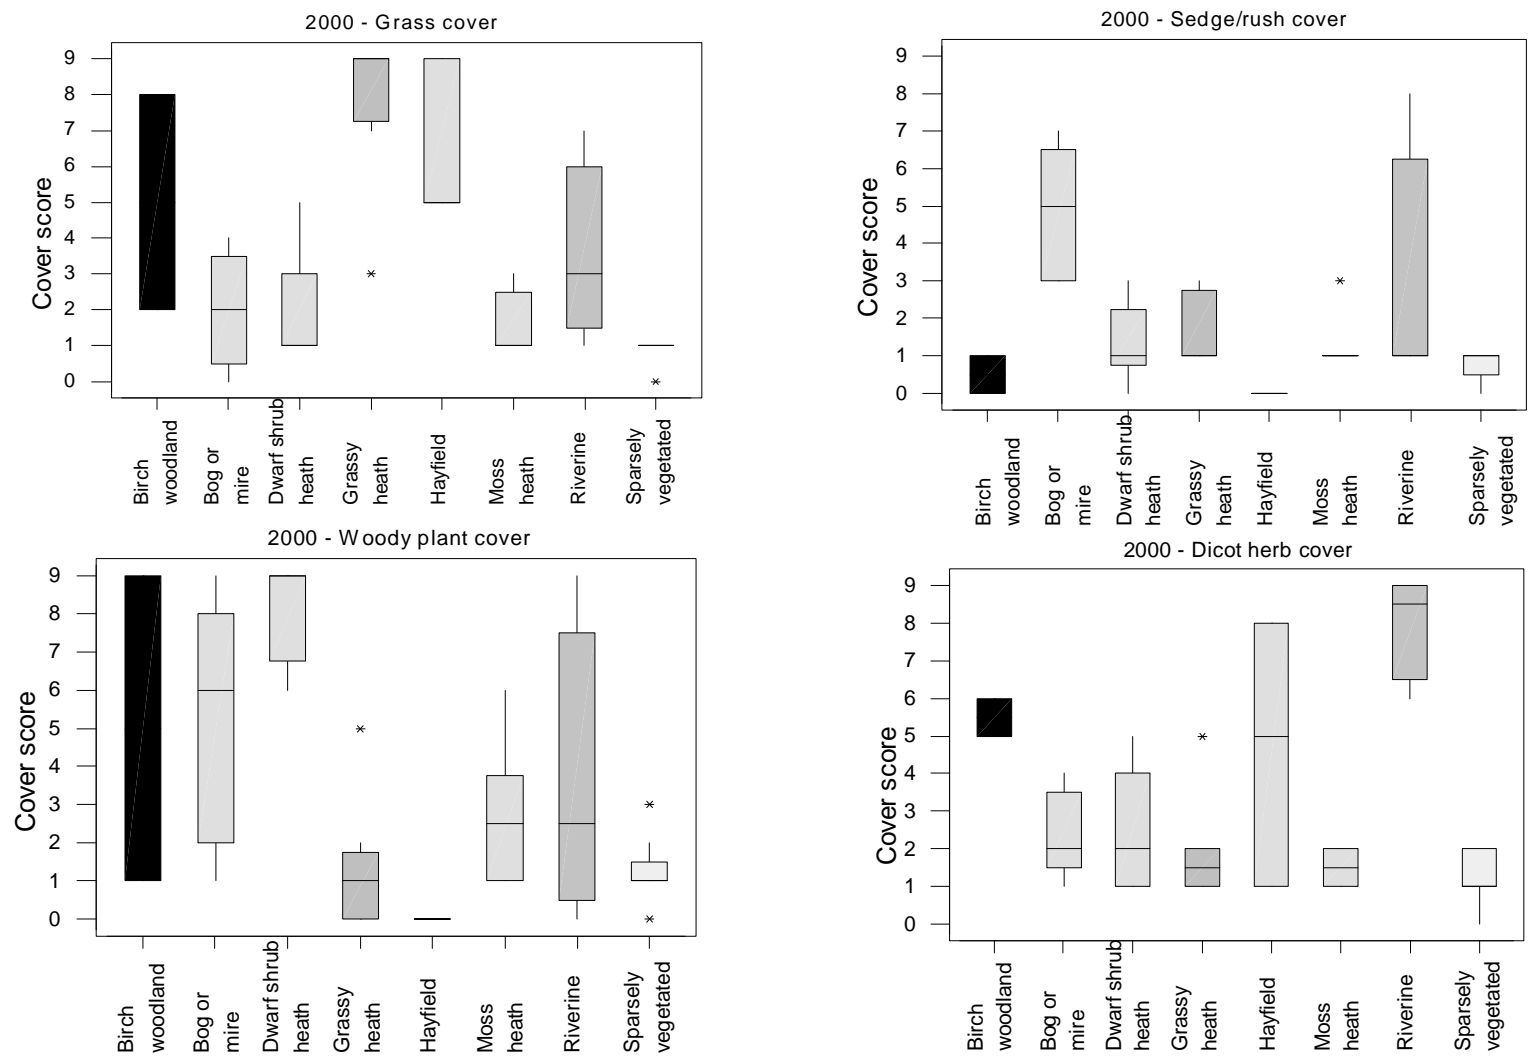 2000 - Grass cover
Cover score
9
8
7
6
5
4
3
2
1
0
Birch
woodland
Bog or
mire
Dwarf shrub
heath
Grassy
heath
Hayfield
Moss
heath
Riverine
Sparsely
vegetated
2000 - Sedge/rush cover
Cover score
9
8
7
6
5
4
3
2
1
0
Birch
woodland
Bog or
mire
Dwarf shrub
heath
Grassy
heath
Hayfield
Moss
heath
Riverine
Sparsely
vegetated
2000 - Woody plant cover
Cover score
9
8
7
6
5
4
3
2
1
0
Birch
woodland
Bog or
mire
Dwarf shrub
heath
Grassy
heath
Hayfield
Moss
heath
Riverine
Sparsely
vegetated
2000 - Dicot herb cover
Cover score
9
8
7
6
5
4
3
2
1
0
Birch
woodland
Bog or
mire
Dwarf shrub
heath
Grassy
heath
Hayfield
Moss
heath
Riverine
Sparsely
vegetated